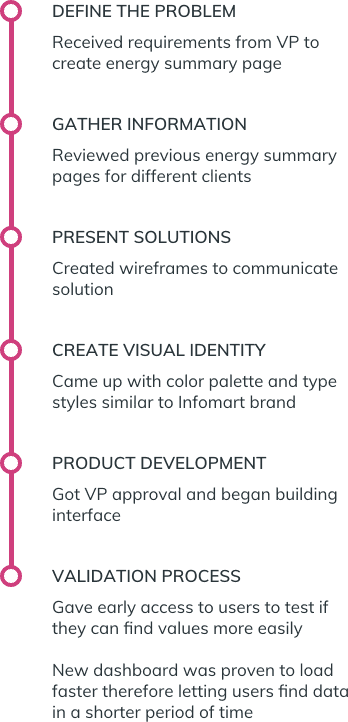 DEFINE THE PROBLEM
Received requirements from VP to
create energy summary page
GATHER INFORMATION
Reviewed previous energy summary
pages for different clients
PRESENT SOLUTIONS
Created wireframes to communicate
solution
CREATE VISUAL IDENTITY
Came up with color palette and type
styles similar to Infomart brand
PRODUCT DEVELOPMENT
Got VP approval and began building
interface
VALIDATION PROCESS
Gave early access to users to test if
they can find values more easily
New dashboard was proven to load
faster therefore letting users find data
in a shorter period of time